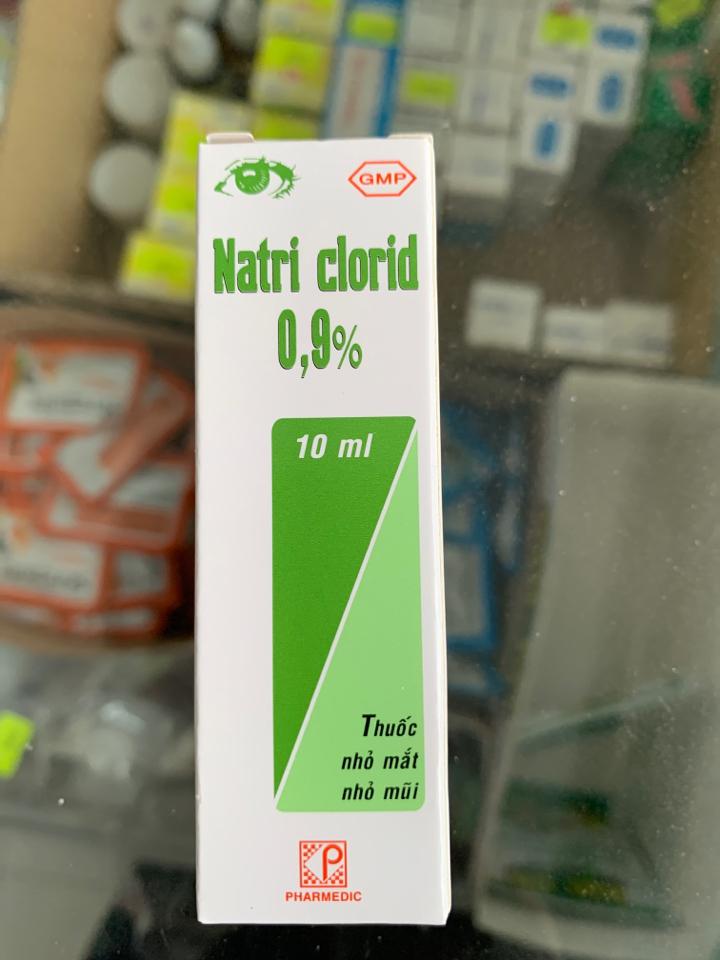 GMP
Natri clorid
0,9%
10 ml
Thuốc
nhỏ mắt
nhỏ mũi
P
PHARMEDIC